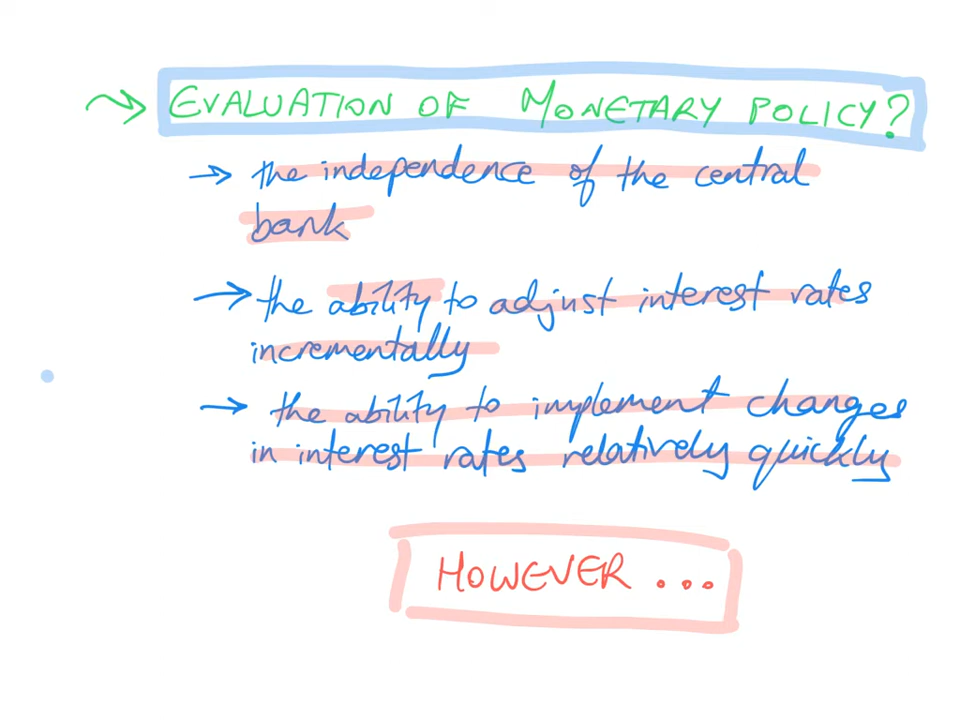 → EVALUATION OF MONETARY POLICY?
→ the independence of the central
bank
→ the ability to adjust interest rates
incrementally
→ the ability to implement changes
in interest rates relatively quickly
HOWEVER ...